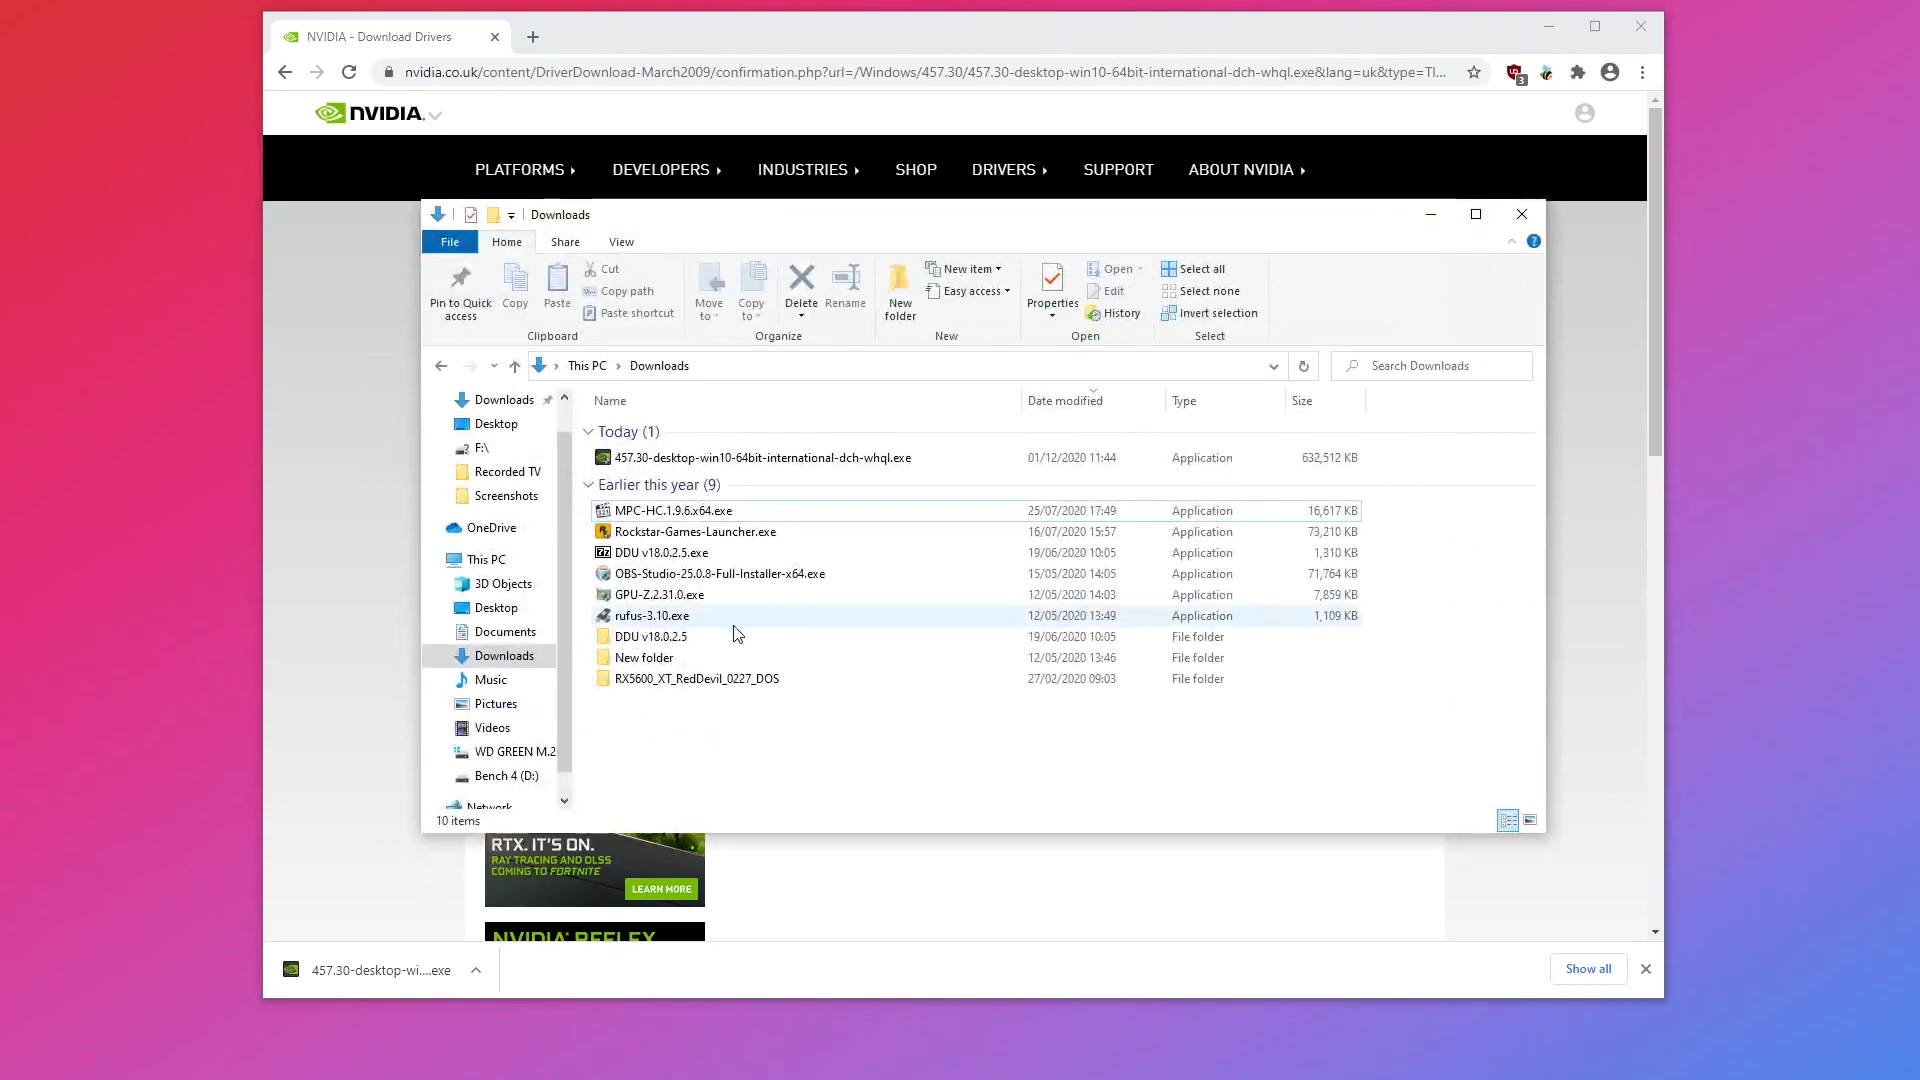 NVIDIA - Download Drivers
nvidia.co.uk/content/DriverDownload-March2009/confirmation.php?url=/Windows/457.30/457.30-desktop-win10-64bit-international-dch-whql.exe&lang=uk&type=TI...
3
NVIDIA.
PLATFORMS DEVELOPERS INDUSTRIES SHOP DRIVERS SUPPORT ABOUT NVIDIA
Downloads
File Home Share View
Pin to Quick access
Copy
Paste
Cut
Copy path
Paste shortcut
Clipboard
Move to
Copy to
Delete
Rename
Organize
New folder
New item
Easy access
New
Properties
Open
Edit
History
Open
Select all
Select none
Invert selection
Select
This PC Downloads
Search Downloads
Downloads
Desktop
F:\
Recorded TV
Screenshots
OneDrive
This PC
3D Objects
Desktop
Documents
Downloads
Music
Pictures
Videos
WD GREEN M.2
Bench 4 (D:)
Network
Name Date modified Type Size
Today (1)
457.30-desktop-win10-64bit-international-dch-whql.exe 01/12/2020 11:44 Application 632,512 KB
Earlier this year (9)
MPC-HC.1.9.6.x64.exe 25/07/2020 17:49 Application 16,617 KB
Rockstar-Games-Launcher.exe 16/07/2020 15:57 Application 73,210 KB
DDU v18.0.2.5.exe 19/06/2020 10:05 Application 1,310 KB
OBS-Studio-25.0.8-Full-Installer-x64.exe 15/05/2020 14:05 Application 71,764 KB
GPU-Z.2.31.0.exe 12/05/2020 14:03 Application 7,859 KB
rufus-3.10.exe 12/05/2020 13:49 Application 1,109 KB
DDU v18.0.2.5 19/06/2020 10:05 File folder
New folder 12/05/2020 13:46 File folder
RX5600_XT_RedDevil_0227_DOS 27/02/2020 09:03 File folder
10 items
RTX. IT'S ON.
RAY TRACING AND DLSS
COMING TO FORTNITE
LEARN MORE
NVIDIA REFLEX
457.30-desktop-wi....exe
Show all